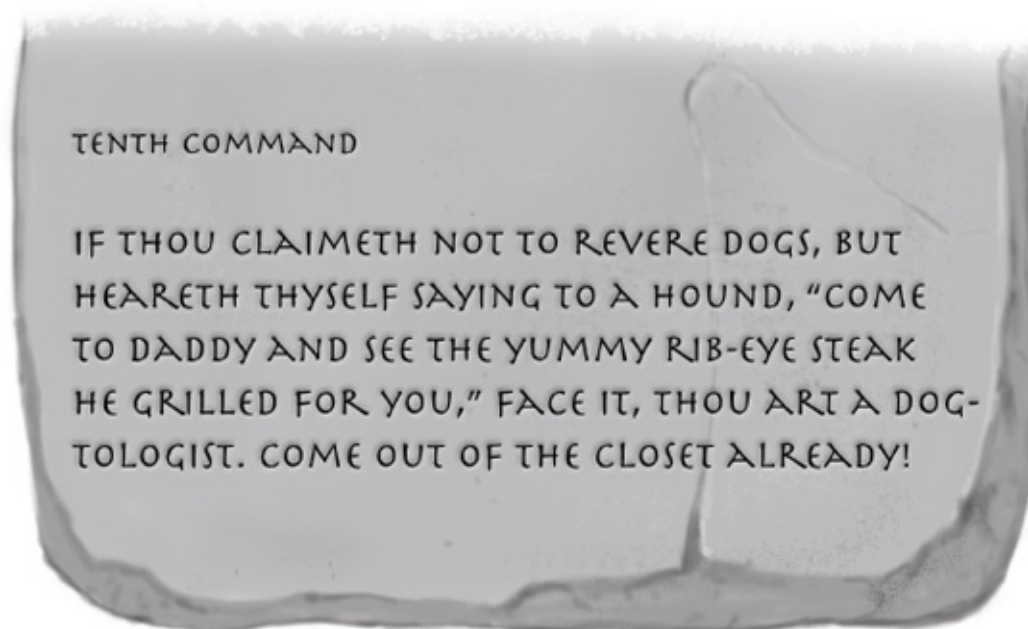 TENTH COMMAND
IF THOU CLAIMETH NOT TO REVERE DOGS, BUT
HEARETH THYSELF SAYING TO A HOUND, “COME
TO DADDY AND SEE THE YUMMY RIB-EYE STEAK
HE GRILLED FOR YOU,” FACE IT, THOU ART A DOG-
TOLOGIST. COME OUT OF THE CLOSET ALREADY!